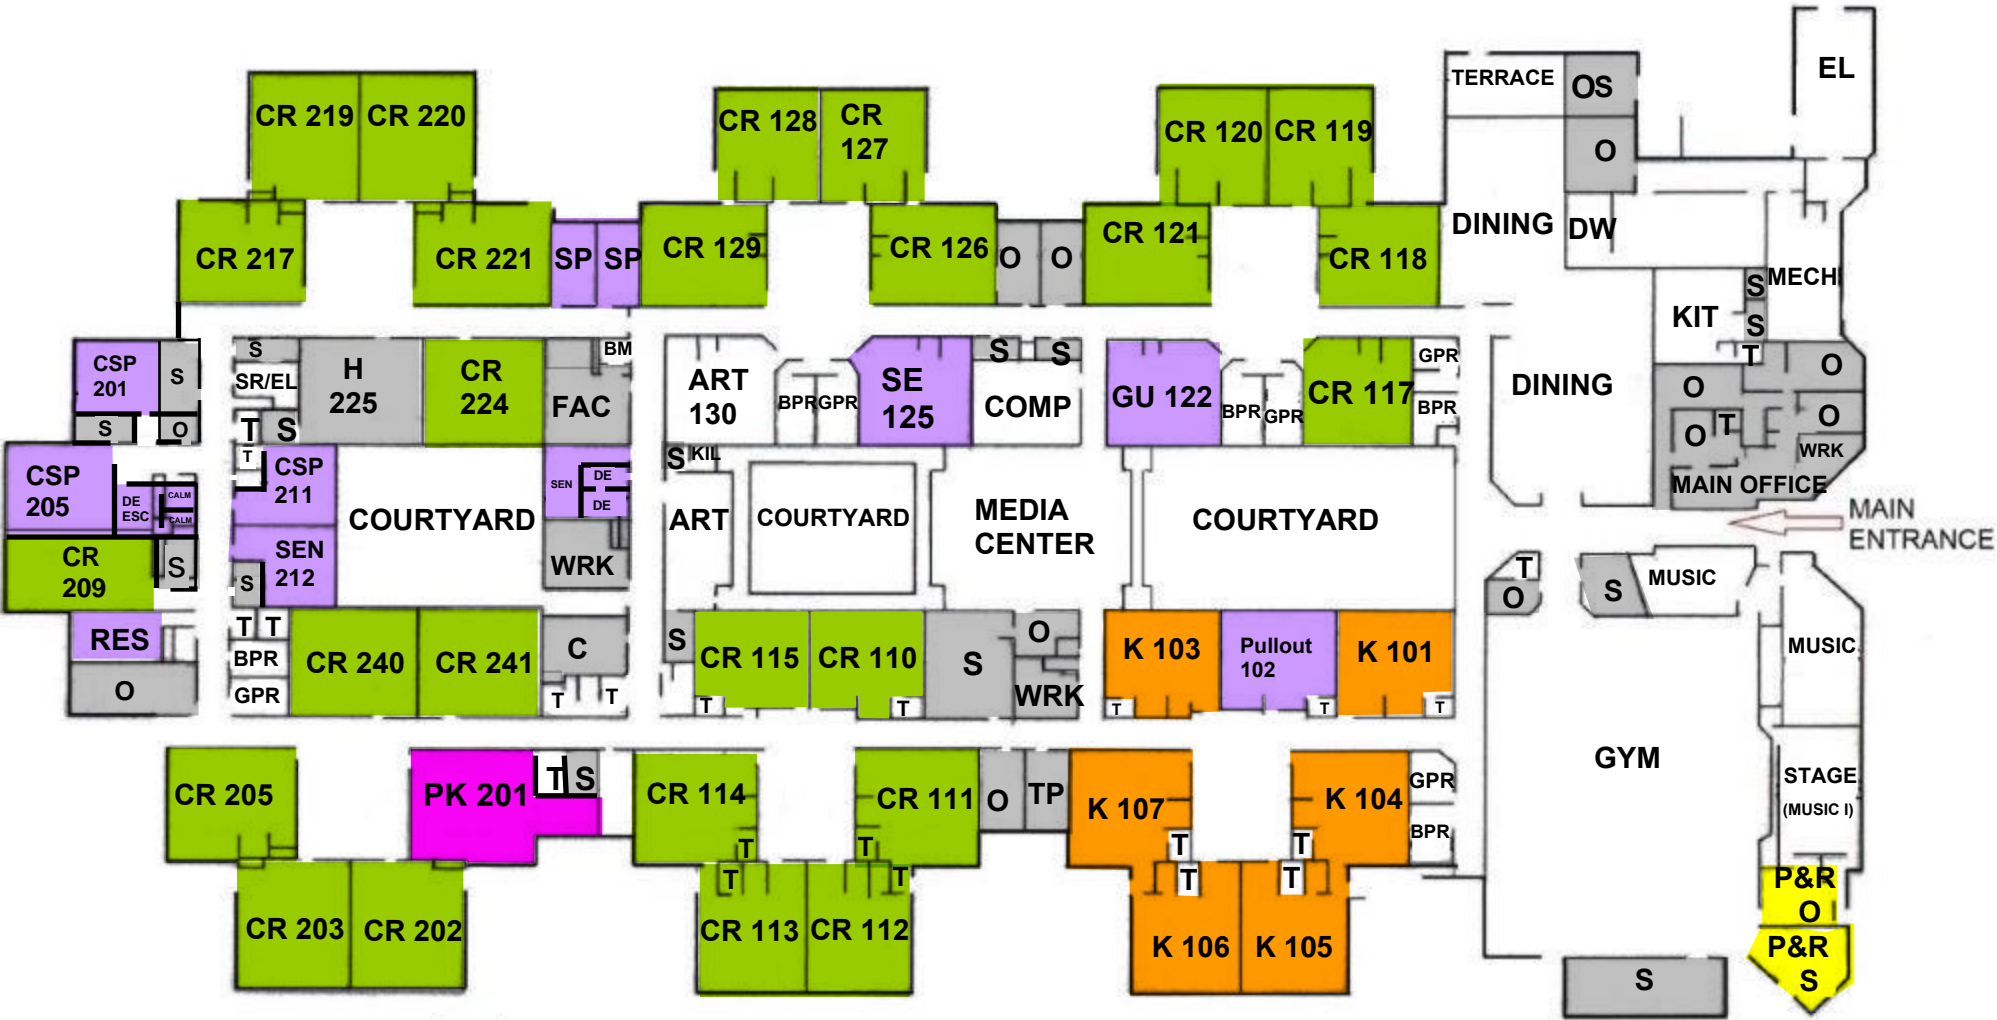 EL
TERRACE
OS
CR 219
CR 220
CR 128
CR
127
CR 120
CR 119
O
CR 217
CR 221
SP
SP
CR 129
CR 126
O
O
CR 121
CR 118
DINING
DW
MECH
S
S
KIT
T
CSP
201
S
S
O
S
SR/EL
T
S
H
225
CR
224
BM
FAC
ART
130
BPR
GPR
SE
125
S
S
COMP
GU 122
BPR
GPR
CR 117
GPR
BPR
DINING
O
O
O
T
O
WRK
MAIN OFFICE
MAIN
ENTRANCE
CSP
205
DE
ESC
CALM
CALM
T
CSP
211
COURTYARD
SEN
DE
DE
WRK
S
KIL
ART
COURTYARD
MEDIA
CENTER
COURTYARD
CR
209
S
SEN
212
S
T
O
S
MUSIC
RES
O
T
T
BPR
GPR
CR 240
CR 241
C
T
T
S
CR 115
T
CR 110
T
S
O
WRK
K 103
T
Pullout
102
T
K 101
T
MUSIC
GYM
CR 205
PK 201
T
S
CR 114
T
CR 111
T
O
TP
K 107
T
K 104
T
GPR
BPR
STAGE
(MUSIC I)
CR 203
CR 202
T
CR 113
T
CR 112
T
K 106
T
K 105
P&R
O
P&R
S
S